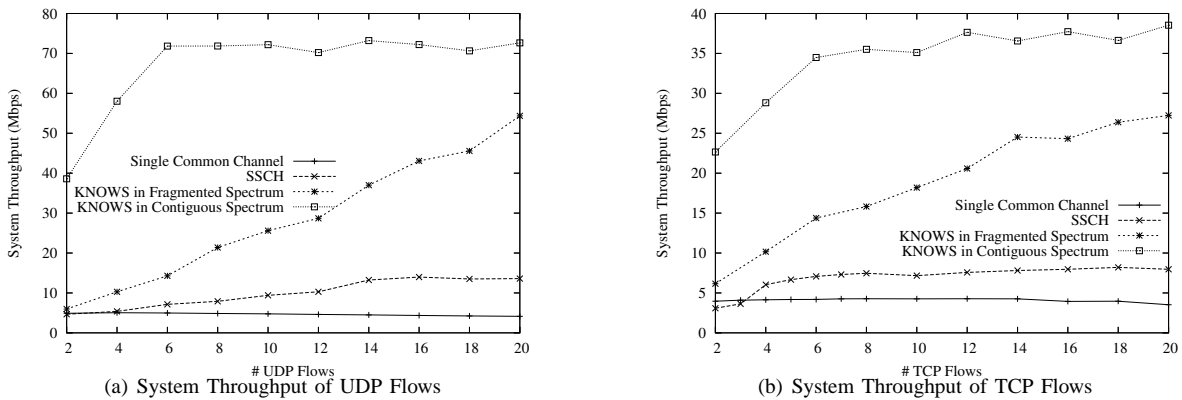 80
70
60
50
40
30
20
10
0
System Throughput (Mbps)
Single Common Channel
SSCH
KNOWS in Fragmented Spectrum
KNOWS in Contiguous Spectrum
2 4 6 8 10 12 14 16 18 20
# UDP Flows
(a) System Throughput of UDP Flows
40
35
30
25
20
15
10
5
0
System Throughput (Mbps)
Single Common Channel
SSCH
KNOWS in Fragmented Spectrum
KNOWS in Contiguous Spectrum
2 4 6 8 10 12 14 16 18 20
# TCP Flows
(b) System Throughput of TCP Flows